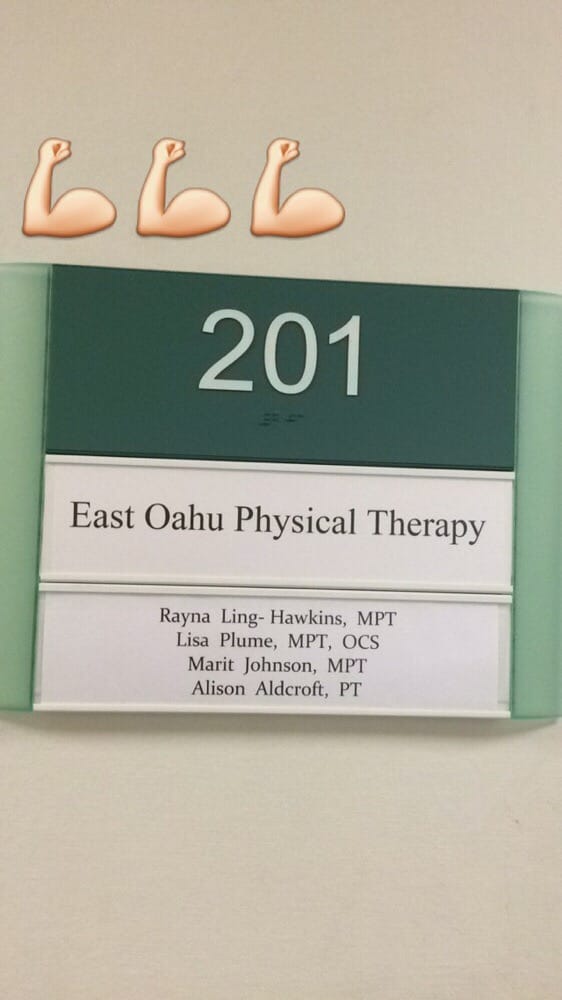 201
East Oahu Physical Therapy
Rayna Ling- Hawkins, MPT
Lisa Plume, MPT, OCS
Marit Johnson, MPT
Alison Aldcroft, PT